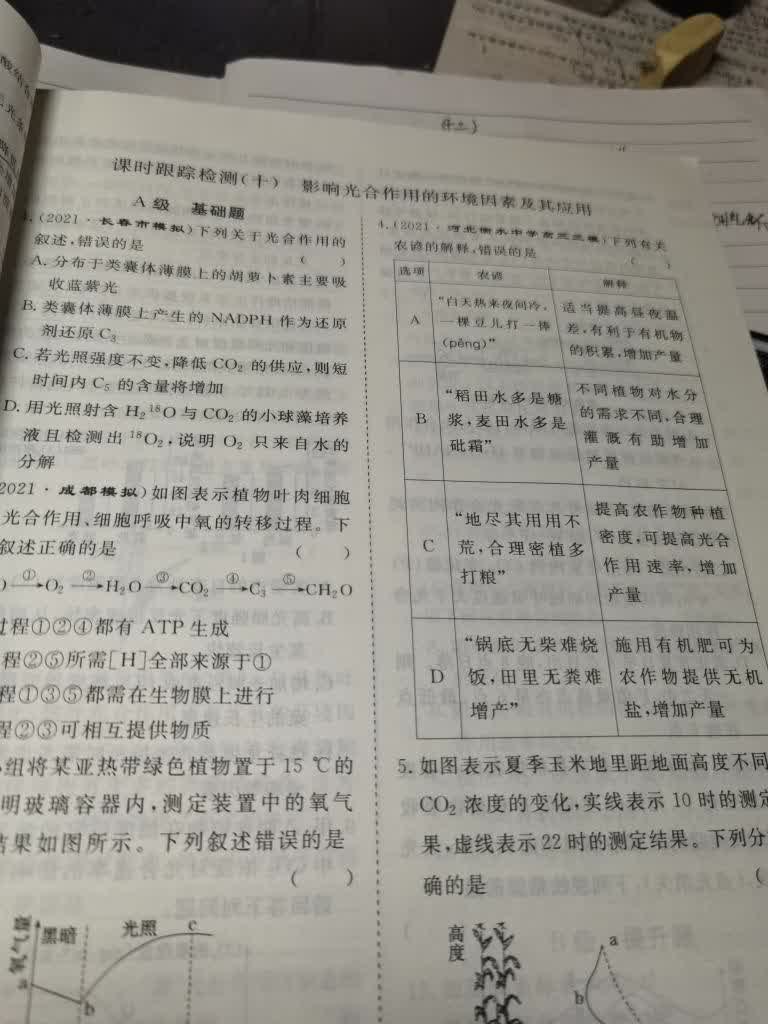 课时跟踪检测(十) 影响光合作用的环境因素及其应用
A级 基础题
(2021·长春市模拟)下列关于光合作用的
叙述,错误的是 ( )
A. 分布于类囊体薄膜上的胡萝卜素主要吸
收蓝紫光
B. 类囊体薄膜上产生的 NADPH 作为还原
剂还原 C₃
C. 若光照强度不变,降低 CO₂ 的供应,则短
时间内 C₅ 的含量将增加
D. 用光照射含 H₂¹⁸O 与 CO₂ 的小球藻培养
液且检测出 ¹⁸O₂,说明 O₂ 只来自水的
分解
2021·成都模拟)如图表示植物叶肉细胞
光合作用、细胞呼吸中氧的转移过程。下
叙述正确的是 ( )
O ①→ O₂ ②→ H₂O ③→ CO₂ ④→ C₃ ⑤→ CH₂O
过程①②④都有 ATP 生成
程②⑤所需[H]全部来源于①
程①③⑤都需在生物膜上进行
程②③可相互提供物质
组将某亚热带绿色植物置于 15 ℃的
明玻璃容器内,测定装置中的氧气
结果如图所示。下列叙述错误的是
( )
黑暗 光照 c
b
4. (2021·河北衡水中学高三三模)下列有关
农谚的解释,错误的是 ( )
选项 农谚 解释
A “白天热来夜间冷,一棵豆儿打一捧(pěng)” 适当提高昼夜温差,有利于有机物的积累,增加产量
B “稻田水多是糖浆,麦田水多是砒霜” 不同植物对水分的需求不同,合理灌溉有助增加产量
C “地尽其用用不荒,合理密植多打粮” 提高农作物种植密度,可提高光合作用速率,增加产量
D “锅底无柴难烧饭,田里无粪难增产” 施用有机肥可为农作物提供无机盐,增加产量
5. 如图表示夏季玉米地里距地面高度不同
CO₂ 浓度的变化,实线表示 10 时的测定
果,虚线表示22时的测定结果。下列分
确的是 (
高度
a
b